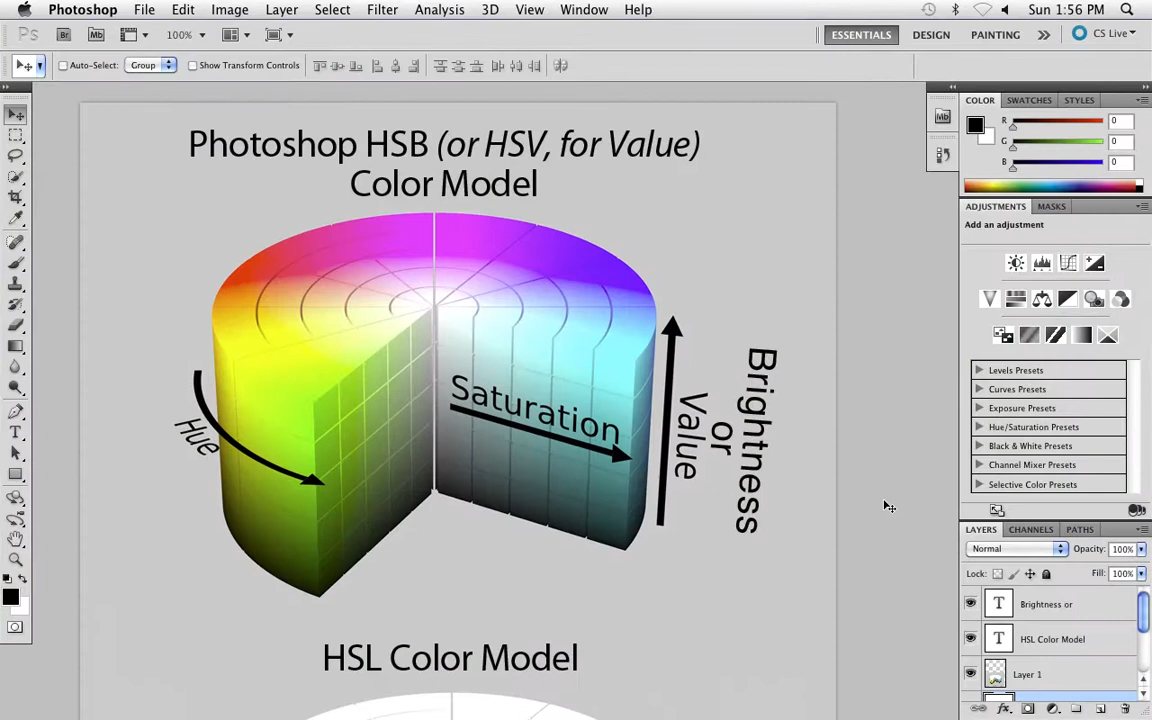 Photoshop File Edit Image Layer Select Filter Analysis 3D View Window Help Sun 1:56 PM
Ps Br Mb 100% ESSENTIALS DESIGN PAINTING CS Live
Auto-Select: Group Show Transform Controls
Mb
COLOR SWATCHES STYLES
R 0
G 0
B 0
ADJUSTMENTS MASKS
Add an adjustment
Levels Presets
Curves Presets
Exposure Presets
Hue/Saturation Presets
Black & White Presets
Channel Mixer Presets
Selective Color Presets
LAYERS CHANNELS PATHS
Normal Opacity: 100%
Lock: Fill: 100%
T Brightness or
T HSL Color Model
Layer 1
Photoshop HSB (or HSV, for Value)
Color Model
Hue
Saturation
Value
Brightness
or
HSL Color Model